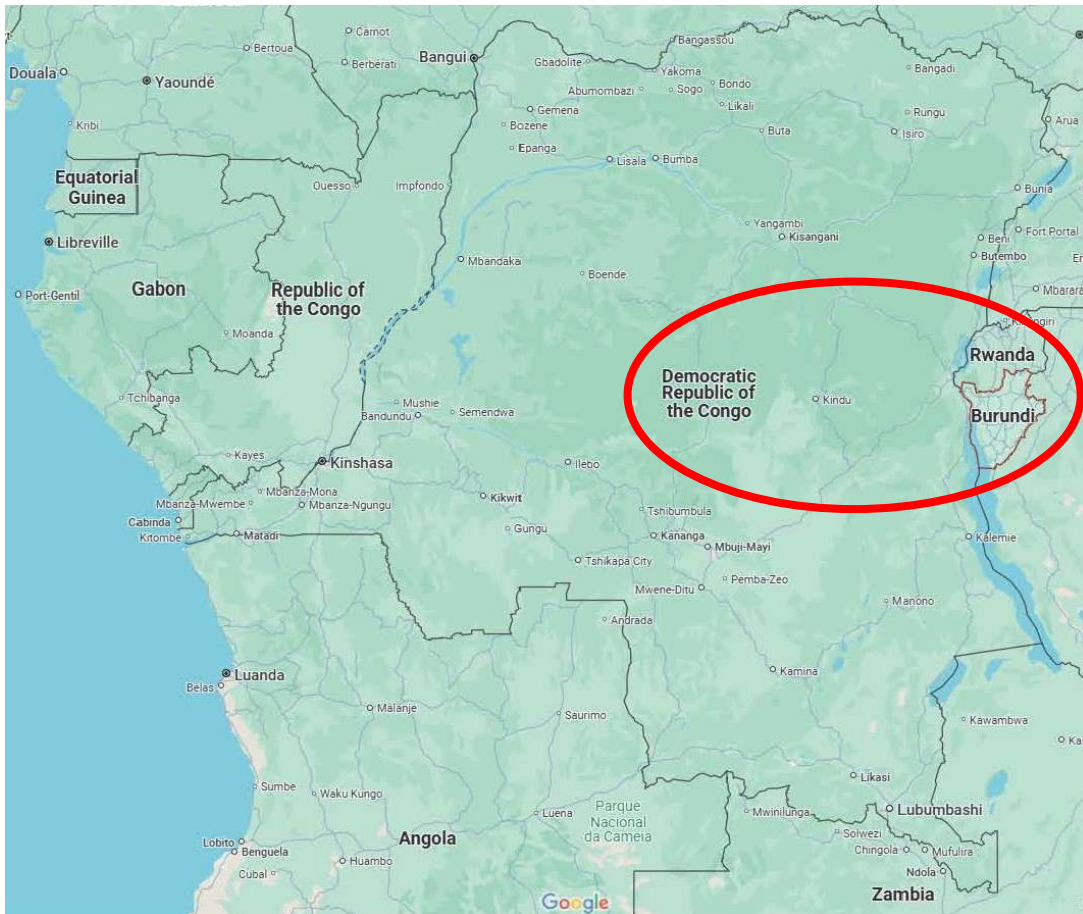 Carnot
Bertoua
Bangui
Bangassou
Gbadolite
Douala
Berbérati
Yakoma
Bangadi
Yaoundé
Bondo
Abumombazi
Sogo
Likali
Gemena
Rungu
Kribi
Bozene
Buta
Isiro
Arua
Epanga
Lisala
Bumba
Equatorial
Guinea
Ouesso
Impfondo
Bunia
Yangambi
Libreville
Kisangani
Beni
Fort Portal
Mbandaka
Butembo
Boende
Gabon
Republic of
the Congo
Port-Gentil
Mbarara
Moanda
Rwanda
Democratic
Republic of
the Congo
Tchibanga
Mushie
Kindu
Bandundu
Semendwa
Burundi
Kayes
Kinshasa
Ilebo
Mbanza-Mona
Kikwit
Mbanza-Mwembe
Mbanza-Ngungu
Tshibumbula
Cabinda
Gungu
Kitombe
Matadi
Kananga
Kalemie
Mbuji-Mayi
Tshikapa City
Pemba-Zeo
Mwene-Ditu
Manono
Andrada
Luanda
Kamina
Belas
Malanje
Saurimo
Kawambwa
Likasi
Sumbe
Waku Kungo
Parque
Nacional
da Cameia
Luena
Mwinilunga
Lubumbashi
Lobito
Angola
Solwezi
Benguela
Chingola
Mufulira
Huambo
Cubal
Ndola
Zambia
Google